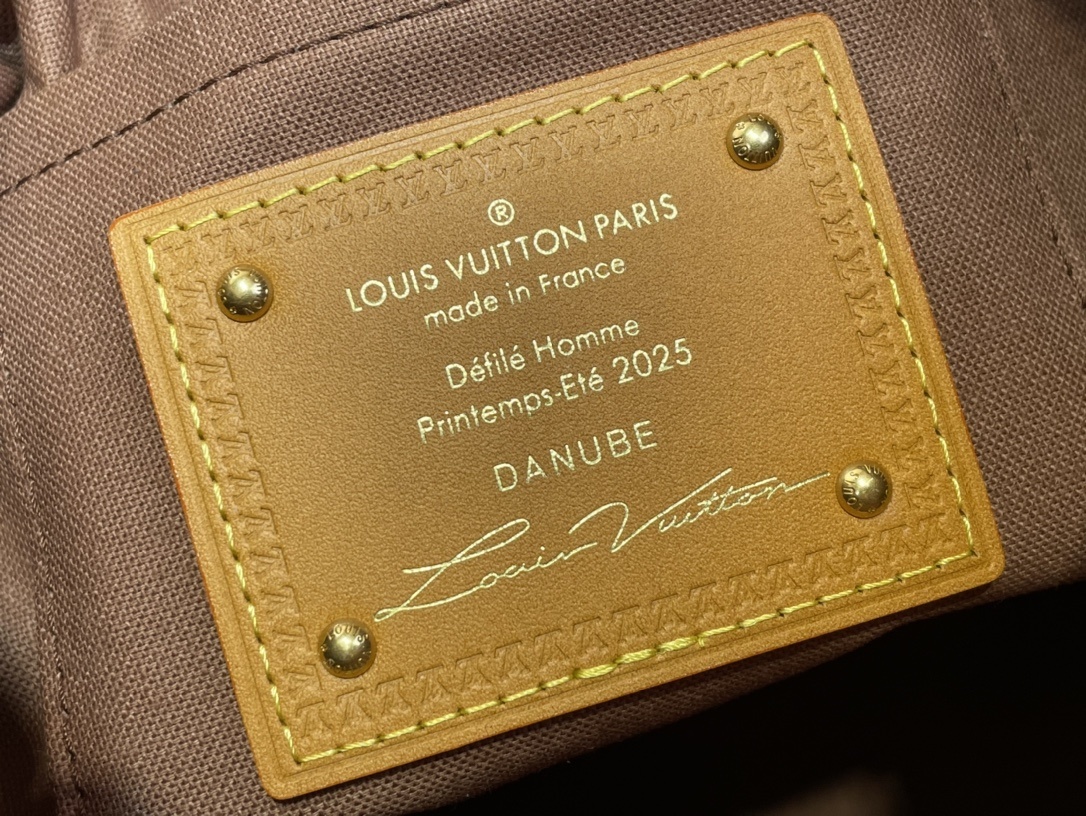 ®
LOUIS VUITTON PARIS
made in France
Défilé Homme
Printemps-Eté 2025
DANUBE
Louis Vuitton